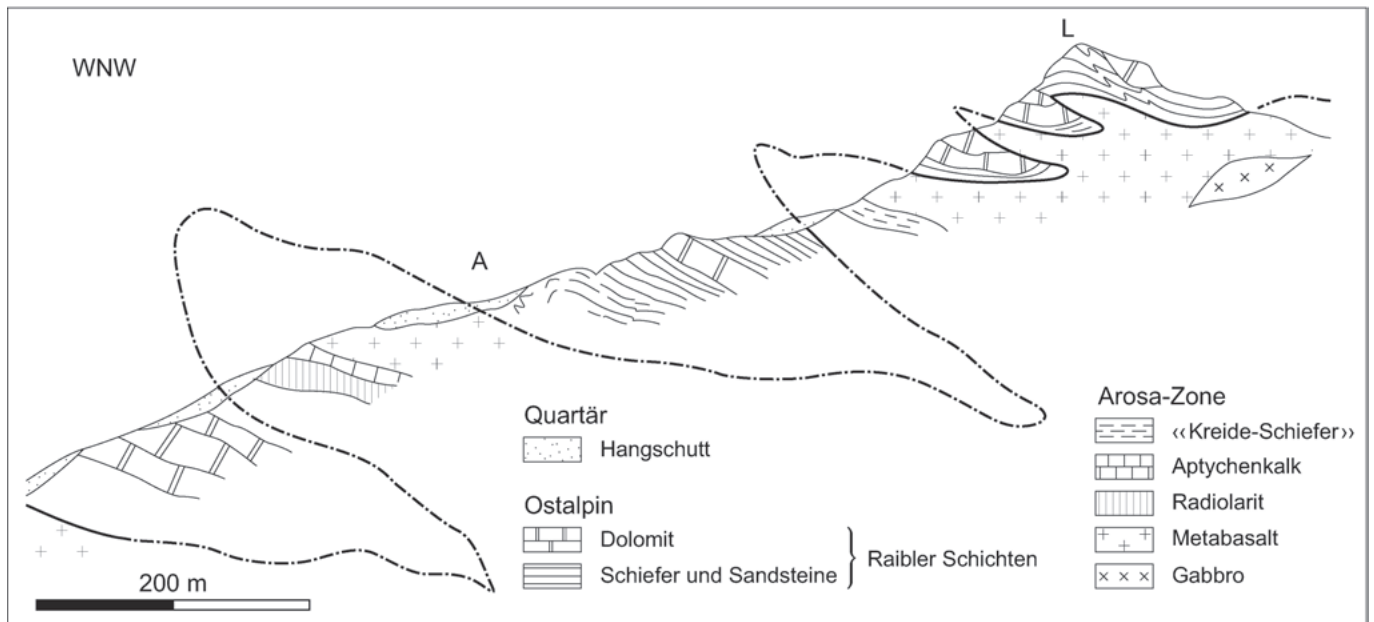 L
WNW
A
Quartär
Hangschutt
Ostalpin
Dolomit
Schiefer und Sandsteine
Raibler Schichten
Arosa-Zone
‹‹Kreide-Schiefer››
Aptychenkalk
Radiolarit
Metabasalt
Gabbro
200 m